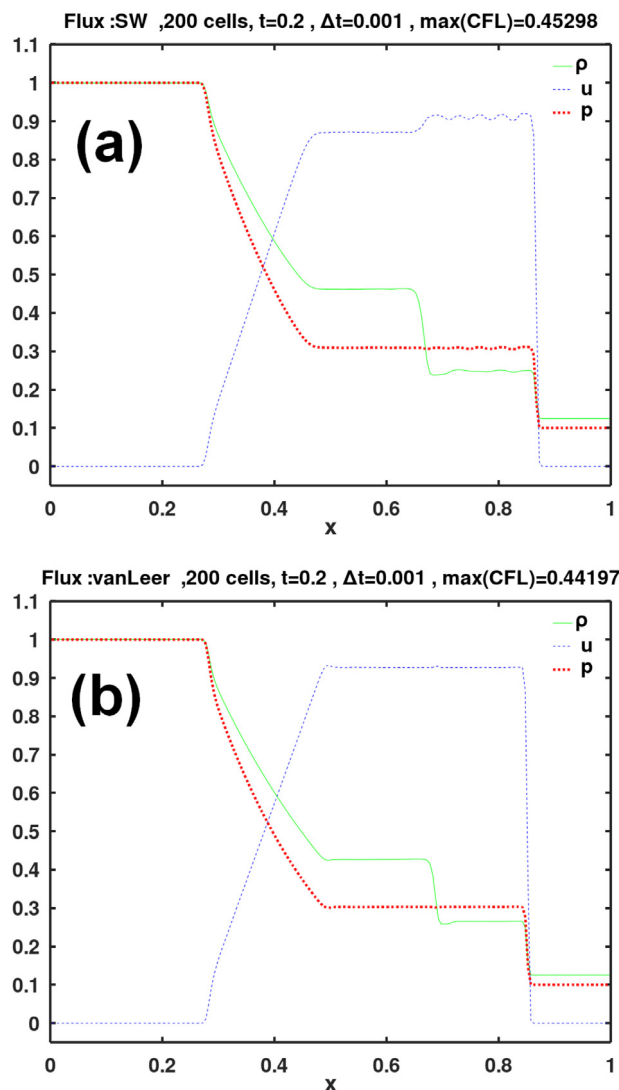 Flux :SW ,200 cells, t=0.2 , Δt=0.001 , max(CFL)=0.45298
1.1
1
0.9
0.8
0.7
0.6
0.5
0.4
0.3
0.2
0.1
0
(a)
ρ
u
p
0 0.2 0.4 0.6 0.8 1
x
Flux :vanLeer ,200 cells, t=0.2 , Δt=0.001 , max(CFL)=0.44197
1.1
1
0.9
0.8
0.7
0.6
0.5
0.4
0.3
0.2
0.1
0
(b)
ρ
u
p
0 0.2 0.4 0.6 0.8 1
x